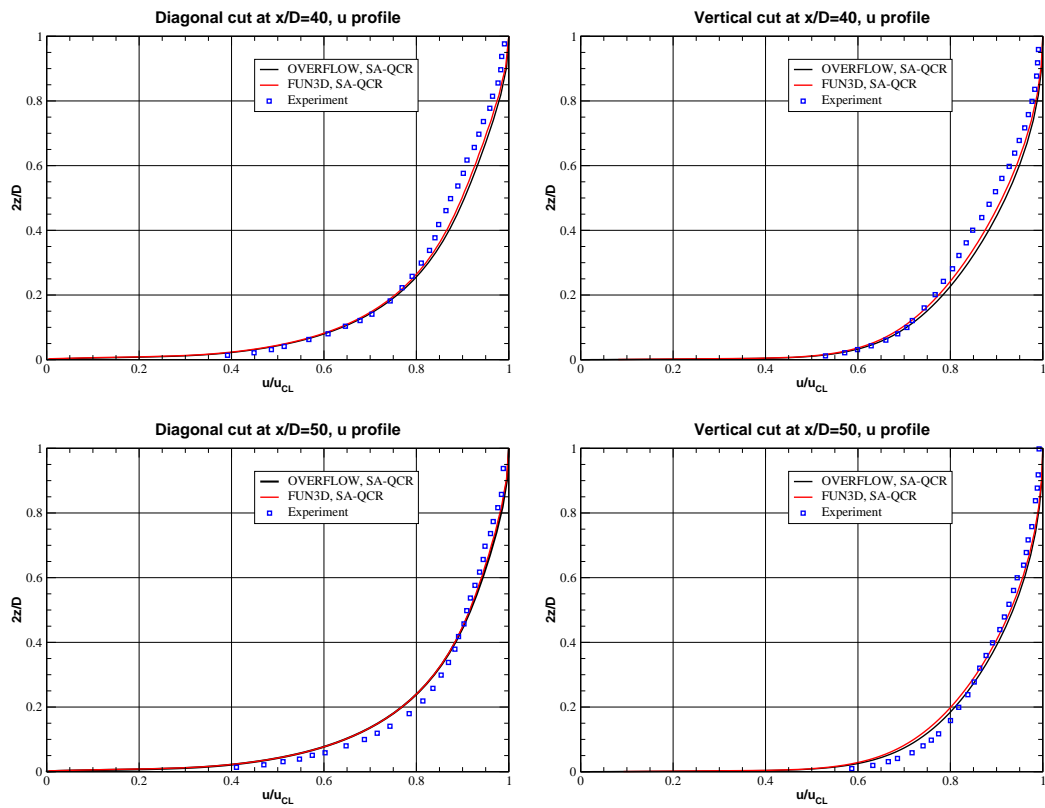 Diagonal cut at x/D=40, u profile
2z/D
1
0.8
0.6
0.4
0.2
0
OVERFLOW, SA-QCR
FUN3D, SA-QCR
Experiment
0 0.2 0.4 0.6 0.8 1
u/uCL
Vertical cut at x/D=40, u profile
2z/D
1
0.8
0.6
0.4
0.2
0
OVERFLOW, SA-QCR
FUN3D, SA-QCR
Experiment
0 0.2 0.4 0.6 0.8 1
u/uCL
Diagonal cut at x/D=50, u profile
2z/D
1
0.8
0.6
0.4
0.2
0
OVERFLOW, SA-QCR
FUN3D, SA-QCR
Experiment
0 0.2 0.4 0.6 0.8 1
u/uCL
Vertical cut at x/D=50, u profile
2z/D
1
0.8
0.6
0.4
0.2
0
OVERFLOW, SA-QCR
FUN3D, SA-QCR
Experiment
0 0.2 0.4 0.6 0.8 1
u/uCL